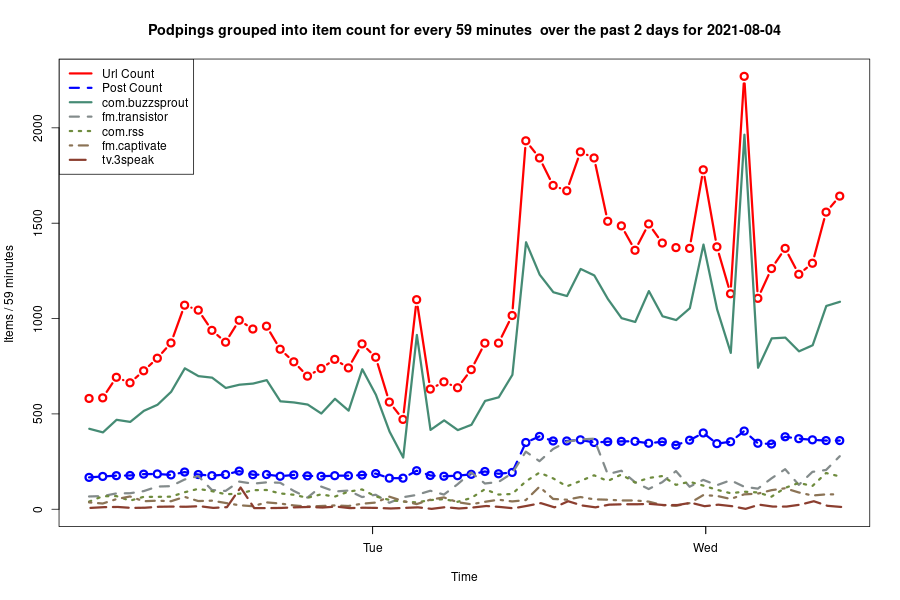 Podpings grouped into item count for every 59 minutes  over the past 2 days for 2021-08-04
Url Count
Post Count
com.buzzsprout
fm.transistor
com.rss
fm.captivate
tv.3speak
2000
1500
1000
500
0
Items / 59 minutes
Tue
Wed
Time